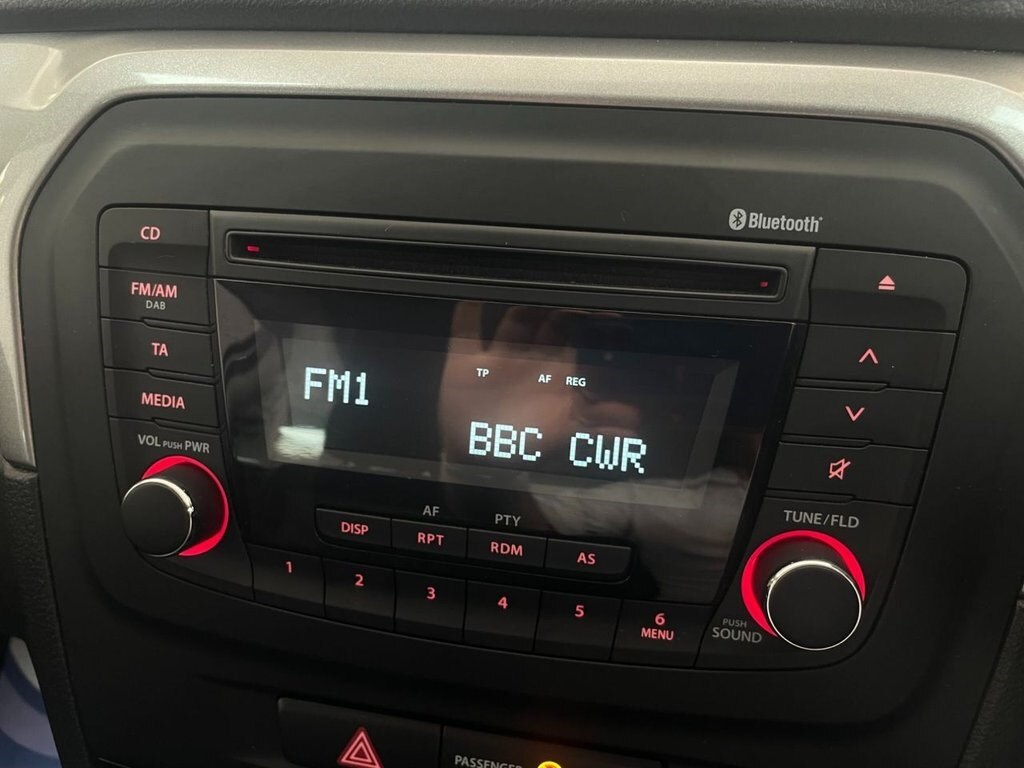 Bluetooth
CD
FM/AM
DAB
TA
MEDIA
VOL PUSH PWR
FM1
TP AF REG
BBC CWR
AF PTY
DISP RPT RDM AS
1 2 3 4 5 6
MENU
TUNE/FLD
PUSH
SOUND
PASSENGER